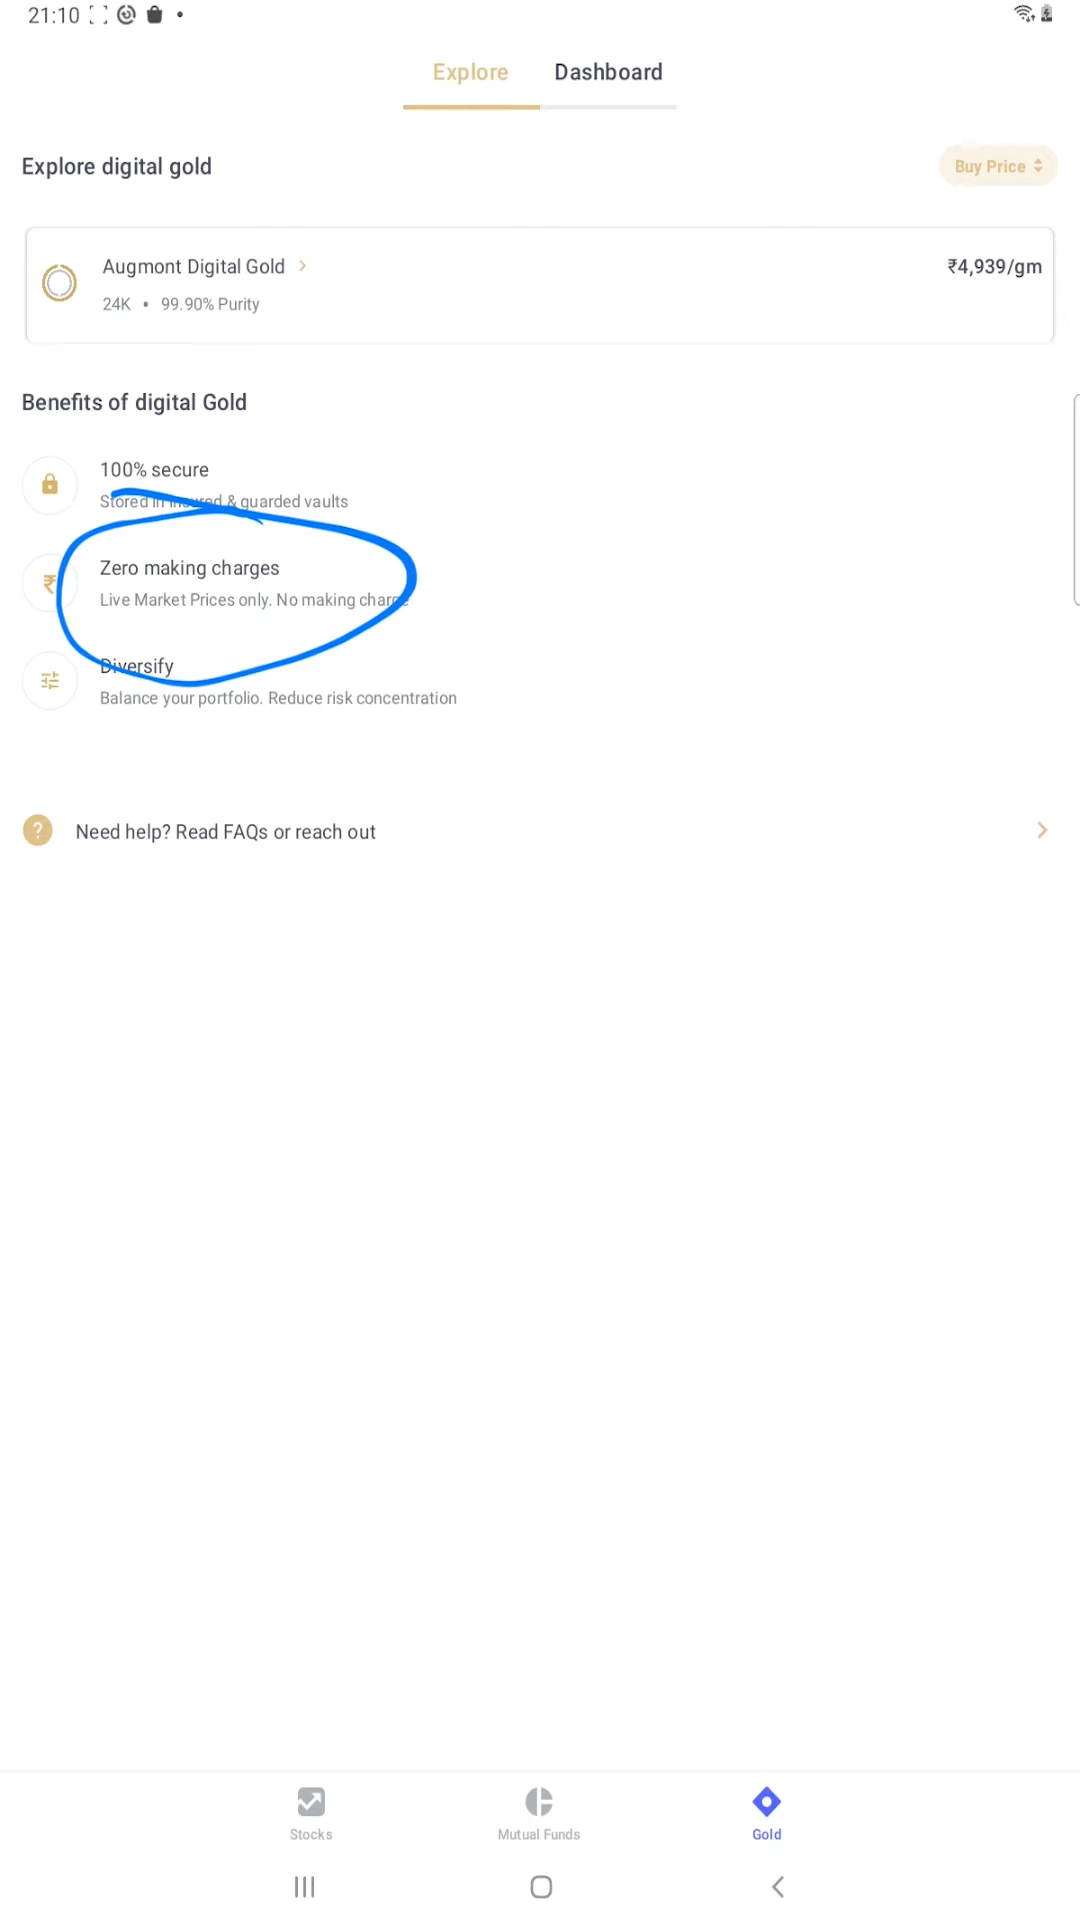 21:10
Explore Dashboard
Explore digital gold
Buy Price
Augmont Digital Gold
₹4,939/gm
24K • 99.90% Purity
Benefits of digital Gold
100% secure
Stored in insured & guarded vaults
₹
Zero making charges
Live Market Prices only. No making charge
Diversify
Balance your portfolio. Reduce risk concentration
? Need help? Read FAQs or reach out
Stocks Mutual Funds Gold